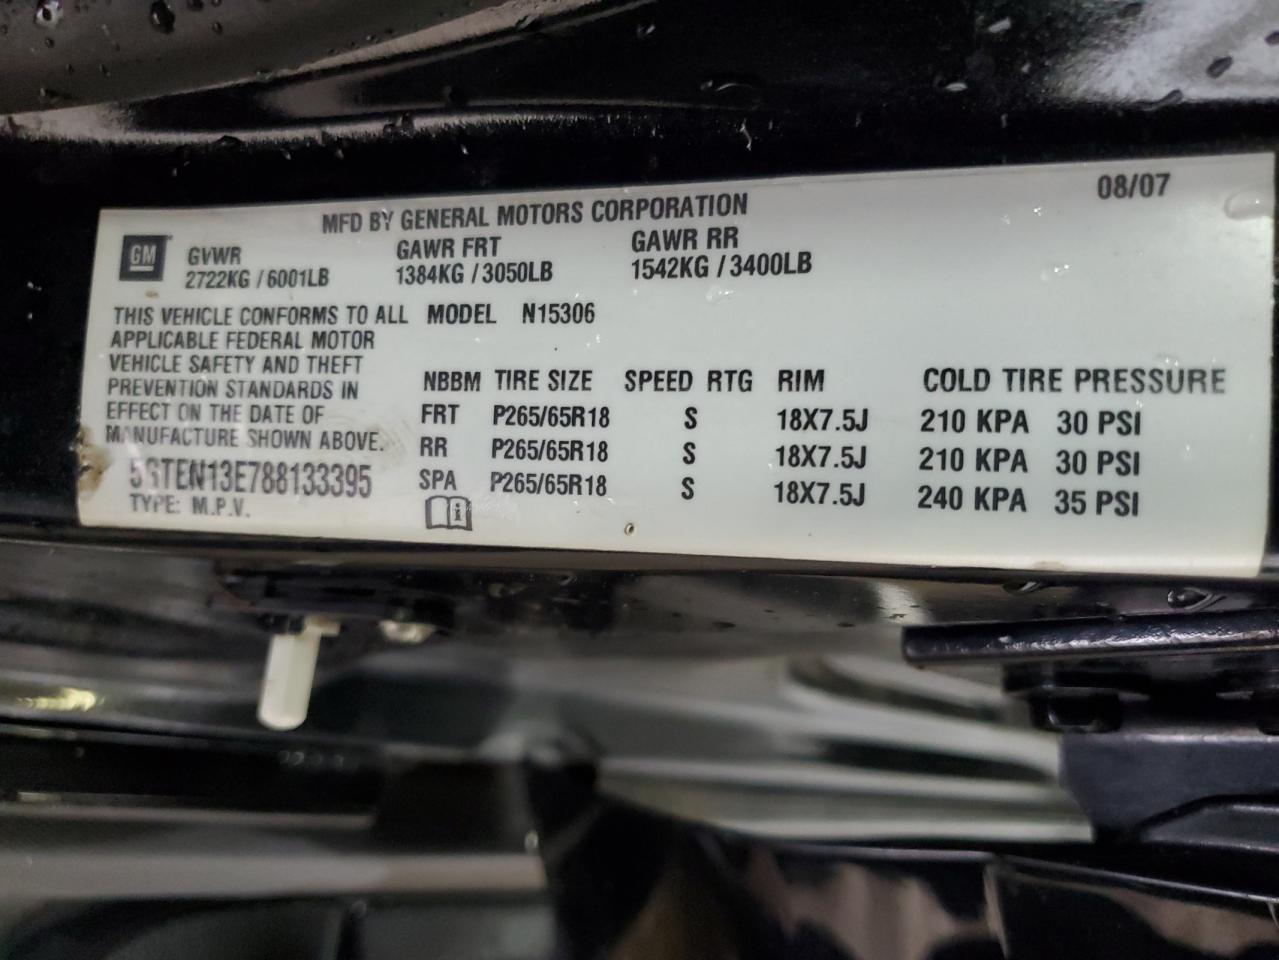 08/07
MFD BY GENERAL MOTORS CORPORATION
GM
GVWR GAWR FRT GAWR RR
2722KG / 6001LB 1384KG / 3050LB 1542KG / 3400LB
THIS VEHICLE CONFORMS TO ALL
APPLICABLE FEDERAL MOTOR
VEHICLE SAFETY AND THEFT
PREVENTION STANDARDS IN
EFFECT ON THE DATE OF
MANUFACTURE SHOWN ABOVE.
5GTEN13E788133395
TYPE: M.P.V.
MODEL N15306
NBBM TIRE SIZE SPEED RTG RIM COLD TIRE PRESSURE
FRT P265/65R18 S 18X7.5J 210 KPA 30 PSI
RR P265/65R18 S 18X7.5J 210 KPA 30 PSI
SPA P265/65R18 S 18X7.5J 240 KPA 35 PSI